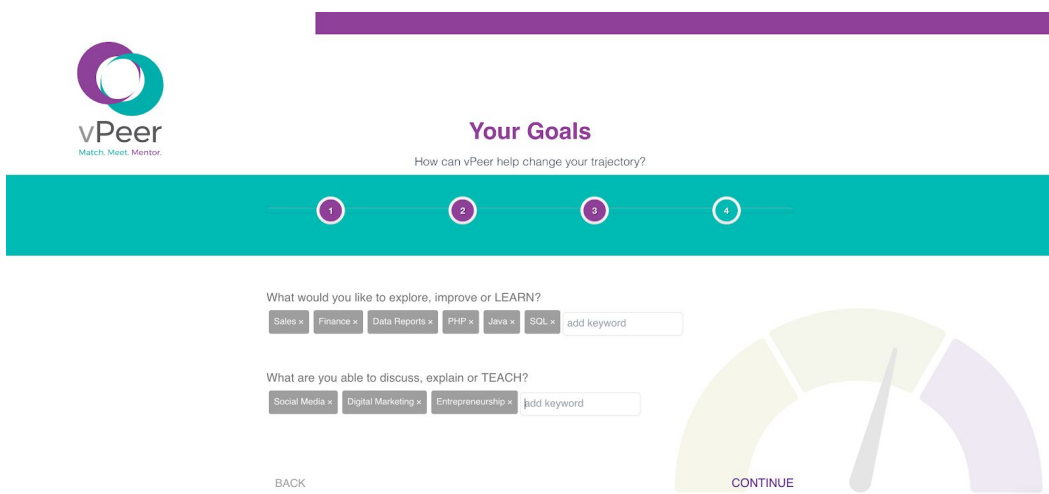 vPeer
Match. Meet. Mentor.
Your Goals
How can vPeer help change your trajectory?
1 2 3 4
What would you like to explore, improve or LEARN?
Sales × Finance × Data Reports × PHP × Java × SQL × add keyword
What are you able to discuss, explain or TEACH?
Social Media × Digital Marketing × Entrepreneurship × add keyword
BACK CONTINUE